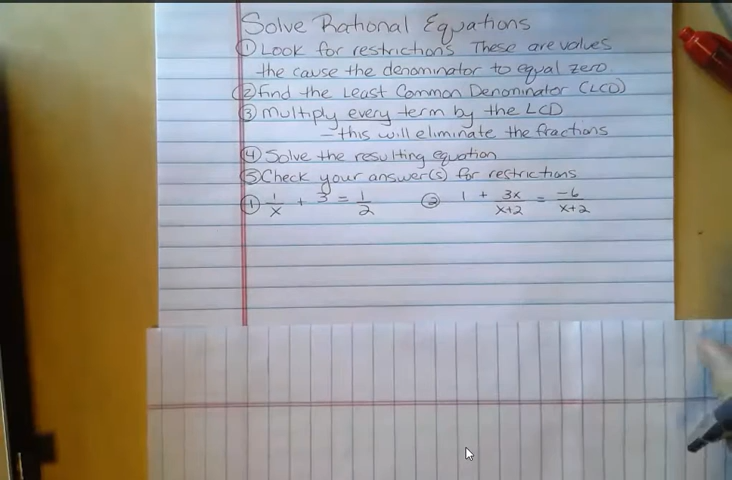 Solve Rational Equations
① Look for restrictions These are values
the cause the denominator to equal zero
② find the Least Common Denominator (LCD)
③ multiply every term by the LCD
- this will eliminate the fractions
④ Solve the resulting equation
⑤ Check your answer(s) for restrictions
① 1/x + 3 = 1/2 ② 1 + 3x/x+2 = -6/x+2